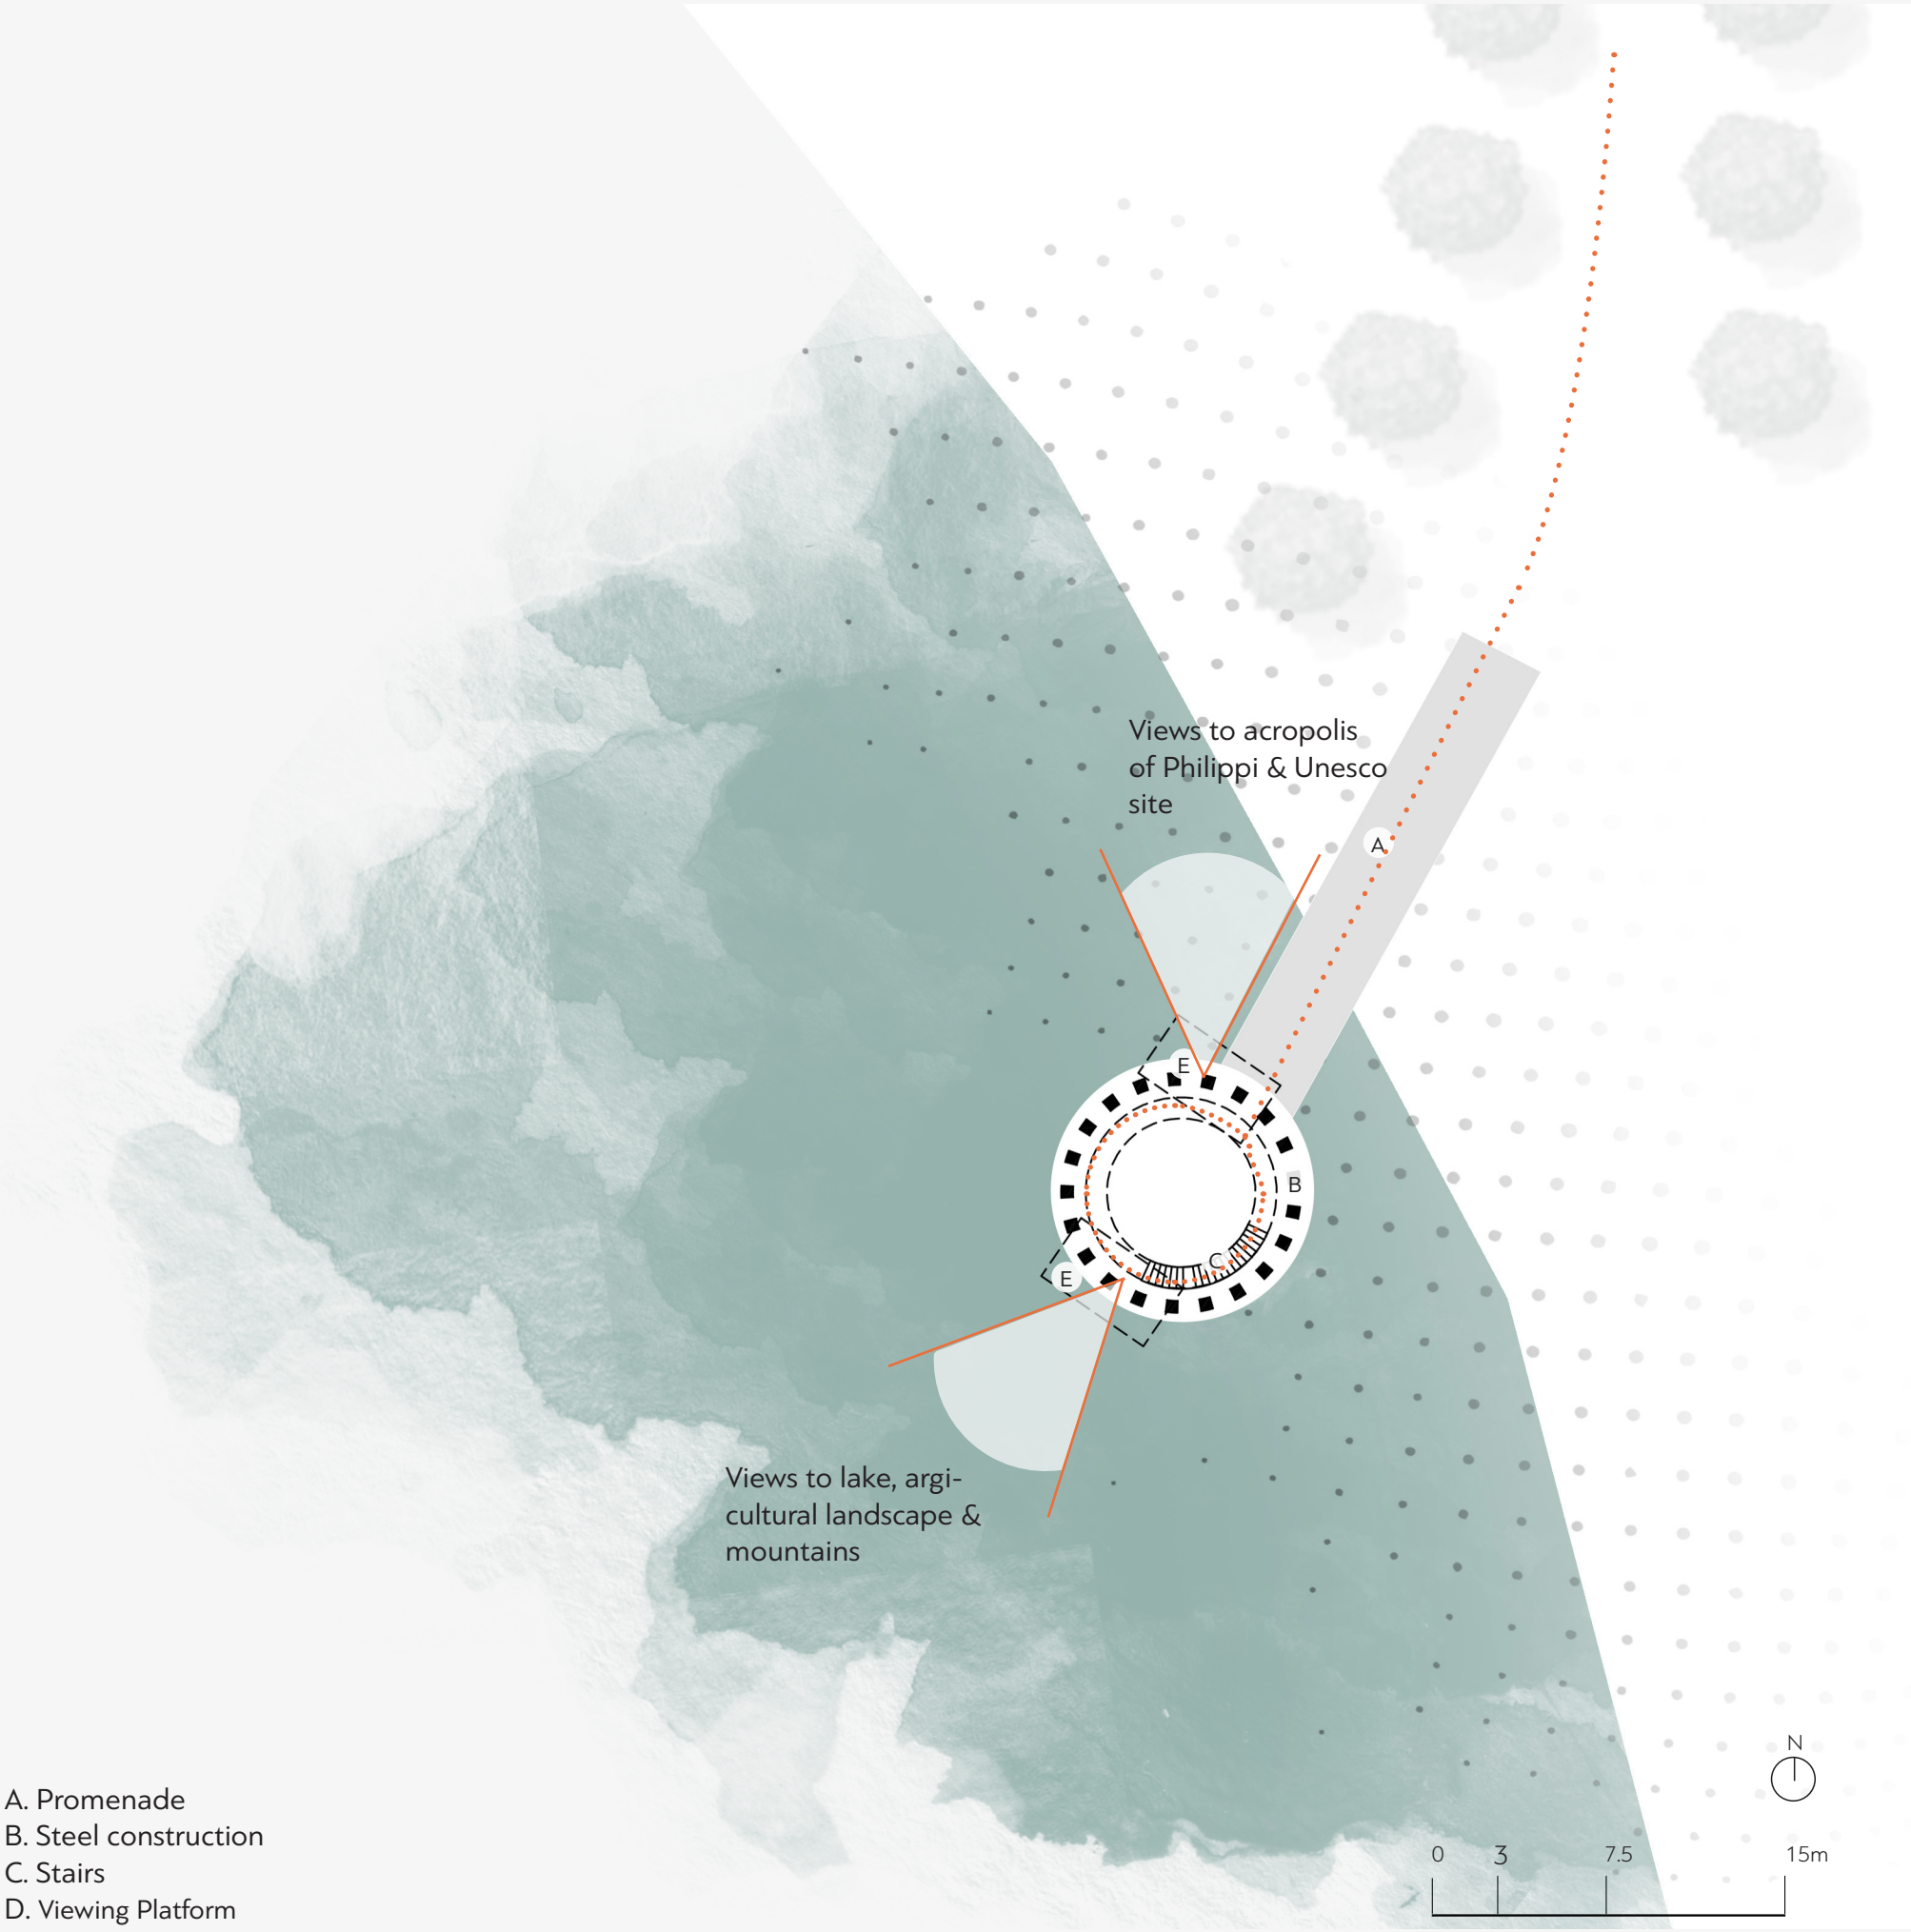 Views to acropolis
of Philippi & Unesco
site
A
E
B
C
E
Views to lake, argi-
cultural landscape &
mountains
N
A. Promenade
B. Steel construction
C. Stairs
D. Viewing Platform
0 3 7.5 15m